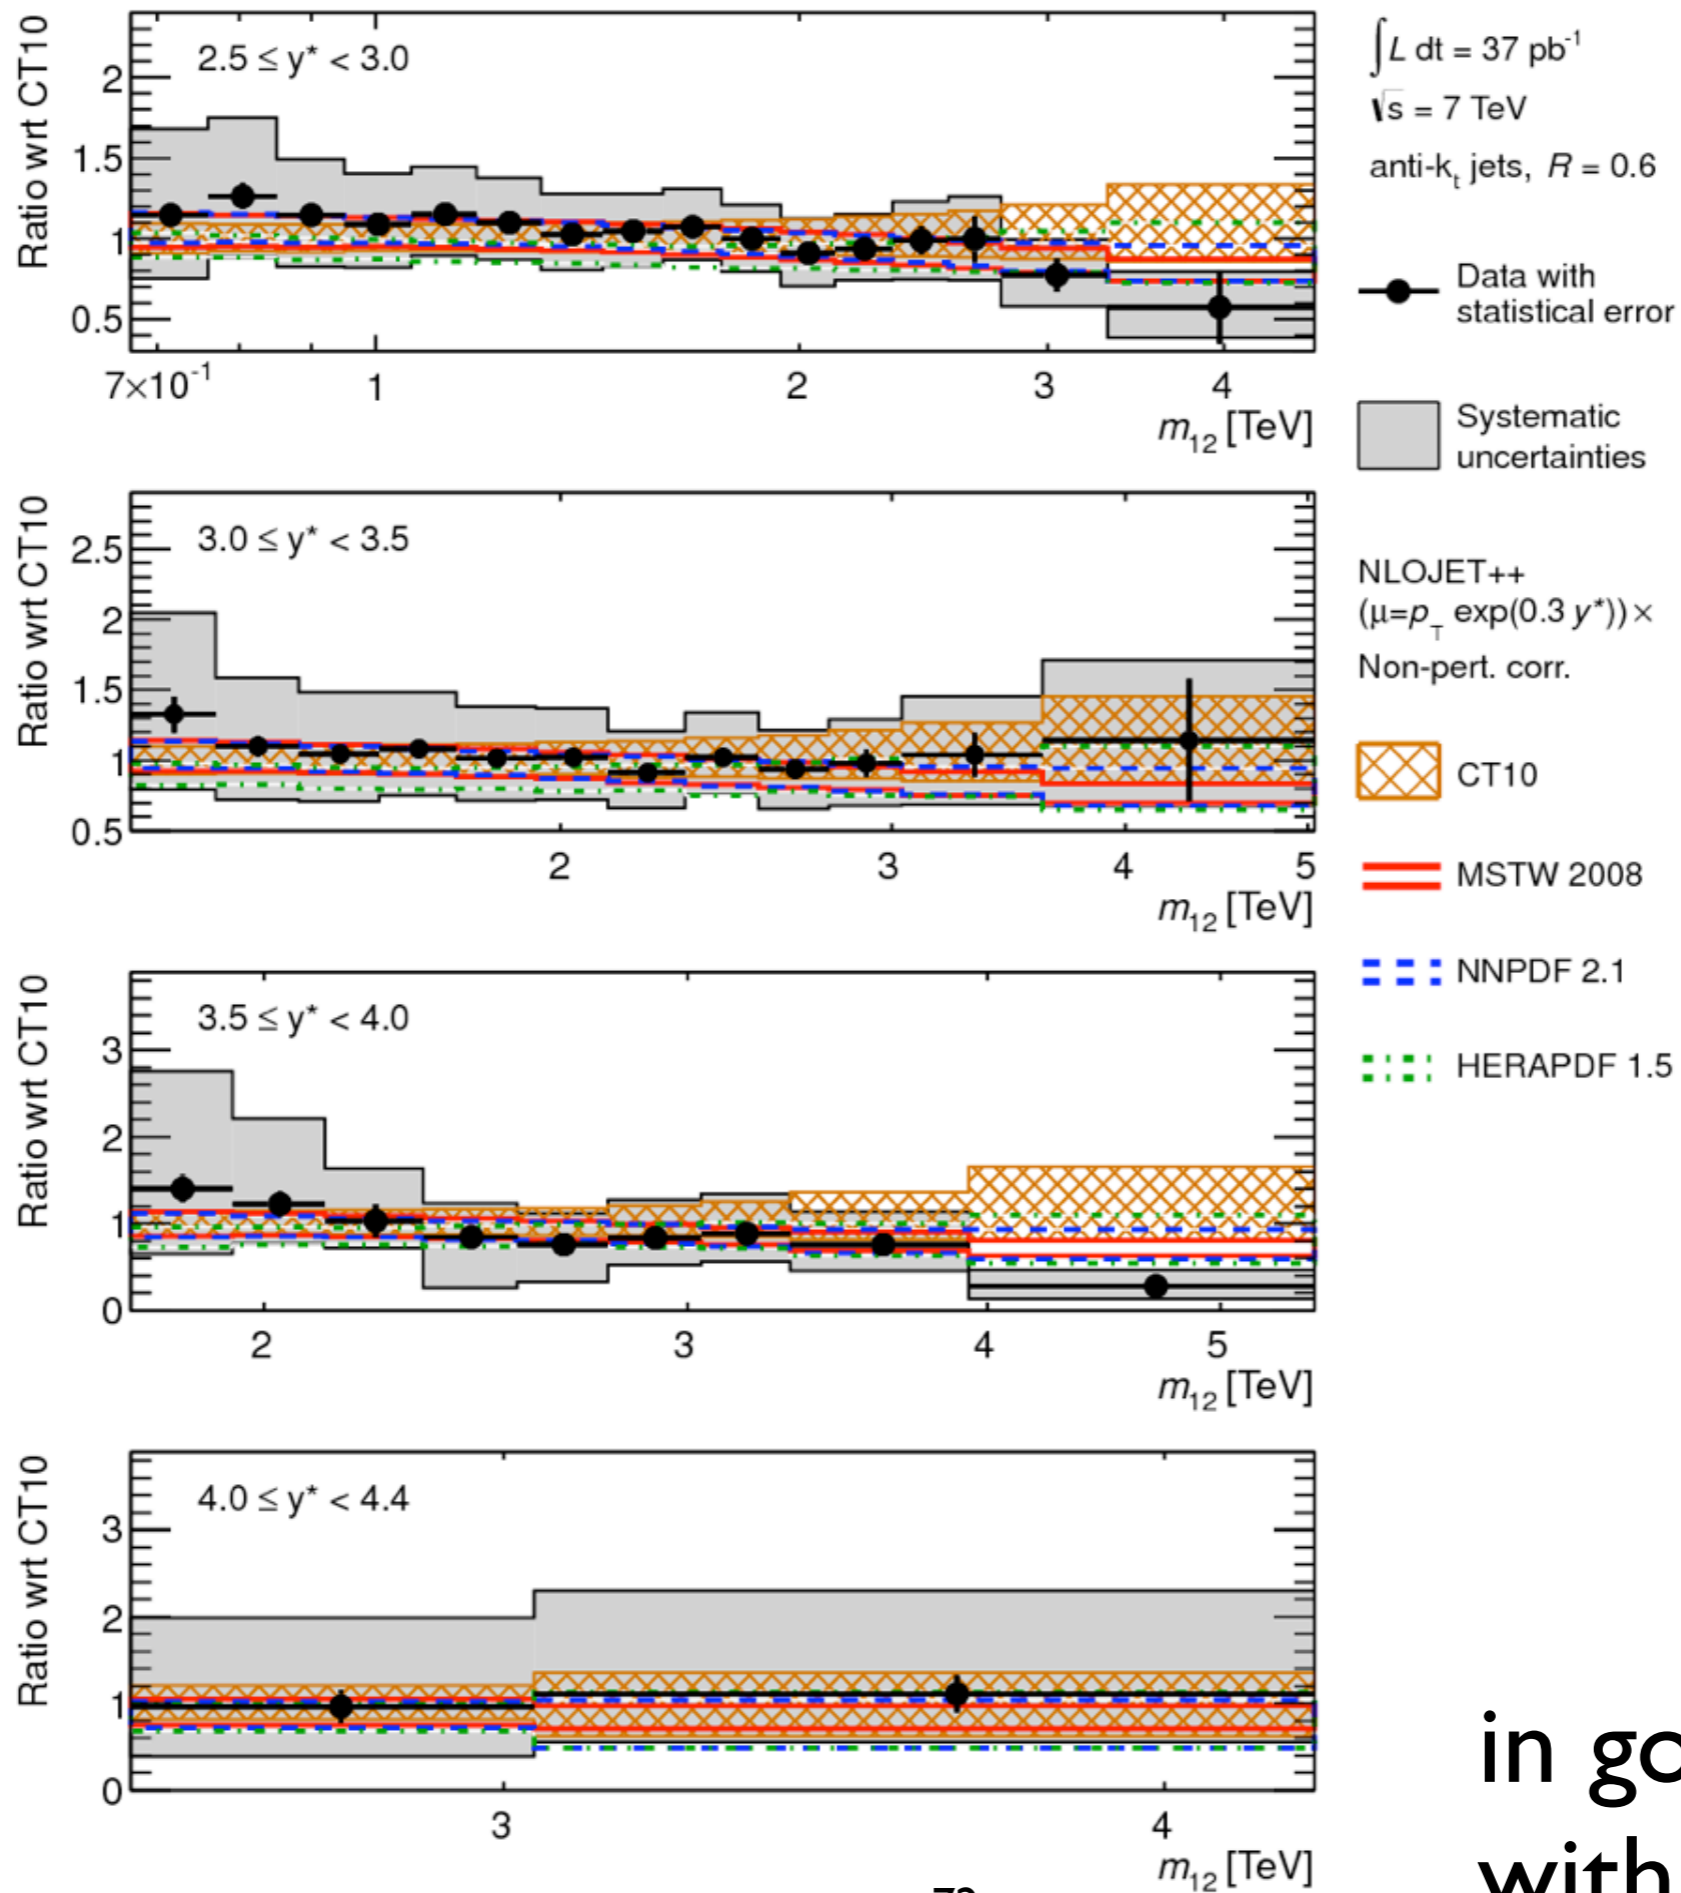 Ratio wrt CT10
2.5 ≤ y* < 3.0
2
1.5
1
0.5
7×10⁻¹ 1 2 3 4
m₁₂ [TeV]
Ratio wrt CT10
3.0 ≤ y* < 3.5
2.5
2
1.5
1
0.5
2 3 4 5
m₁₂ [TeV]
Ratio wrt CT10
3.5 ≤ y* < 4.0
3
2
1
0
2 3 4 5
m₁₂ [TeV]
Ratio wrt CT10
4.0 ≤ y* < 4.4
3
2
1
0
3 4
m₁₂ [TeV]
∫L dt = 37 pb⁻¹
√s = 7 TeV
anti-kₜ jets, R = 0.6
Data with
statistical error
Systematic
uncertainties
NLOJET++
(μ=p_T exp(0.3 y*))×
Non-pert. corr.
CT10
MSTW 2008
NNPDF 2.1
HERAPDF 1.5
in go
with